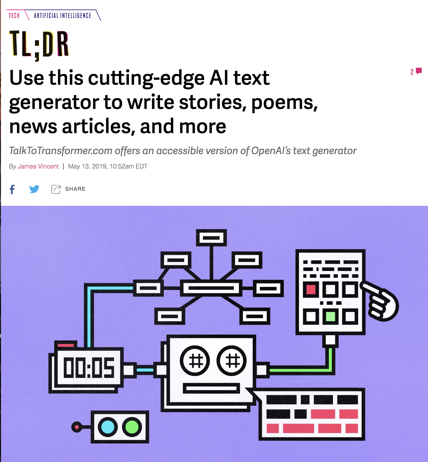 TECH \ ARTIFICIAL INTELLIGENCE \
TL;DR
Use this cutting-edge AI text
generator to write stories, poems,
news articles, and more
2
TalkToTransformer.com offers an accessible version of OpenAI's text generator
By James Vincent | May 13, 2019, 10:52am EDT
SHARE
00:05
# #